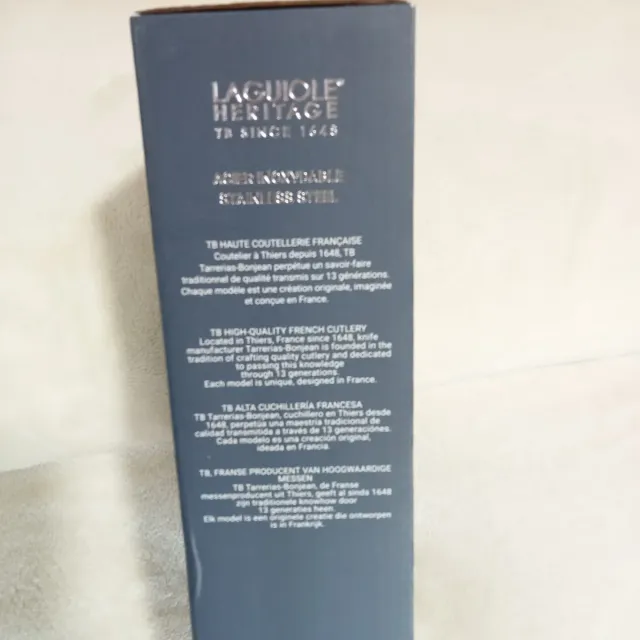 LAGUIOLE®
HERITAGE
TB SINCE 1648
ACIER INOXYDABLE
STAINLESS STEEL
TB HAUTE COUTELLERIE FRANÇAISE
Coutelier à Thiers depuis 1648, TB
Tarrerias-Bonjean perpétue un savoir-faire
traditionnel de qualité transmis sur 13 générations.
Chaque modèle est une création originale, imaginée
et conçue en France.
TB HIGH-QUALITY FRENCH CUTLERY
Located in Thiers, France since 1648, knife
manufacturer Tarrerias-Bonjean is founded in the
tradition of crafting quality cutlery and dedicated
to passing this knowledge
through 13 generations.
Each model is unique, designed in France.
TB ALTA CUCHILLERÍA FRANCESA
TB Tarrerias-Bonjean, cuchillero en Thiers desde
1648, perpetúa una maestria tradicional de
calidad transmitida a través de 13 generaciónes.
Cada modelo es una creación original,
ideada en Francia.
TB, FRANSE PRODUCENT VAN HOOGWAARDIGE
MESSEN
TB Tarrerias-Bonjean, de Franse
messenproducent uit Thiers, geeft al sinds 1648
zijn traditionele knowhow door
13 generaties heen.
Elk model is een originele creatie die ontworpen
is in Frankrijk.